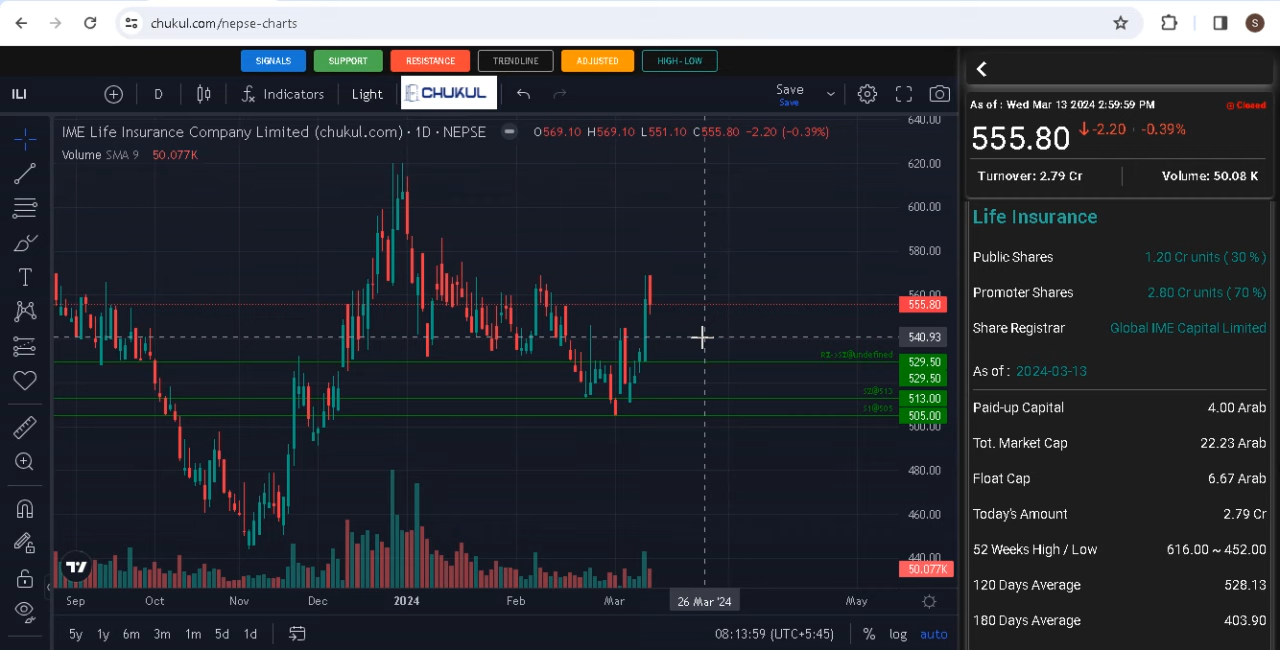 chukul.com/nepse-charts
S
SIGNALS SUPPORT RESISTANCE TRENDLINE ADJUSTED HIGH-LOW
ILI D Indicators Light CHUKUL Save
Save
IME Life Insurance Company Limited (chukul.com) · 1D · NEPSE O569.10 H569.10 L551.10 C555.80 −2.20 (−0.39%)
Volume SMA 9 50.077K
640.00
620.00
600.00
580.00
560.00
555.80
540.93
R2->S2@undefined 529.50
529.50
S2@513 513.00
S1@505 505.00
500.00
480.00
460.00
440.00
50.077K
Sep Oct Nov Dec 2024 Feb Mar 26 Mar '24 May
5y 1y 6m 3m 1m 5d 1d 08:13:59 (UTC+5:45) % log auto
As of : Wed Mar 13 2024 2:59:59 PM Closed
555.80 -2.20 · -0.39%
Turnover: 2.79 Cr Volume: 50.08 K
Life Insurance
Public Shares 1.20 Cr units ( 30 % )
Promoter Shares 2.80 Cr units ( 70 %)
Share Registrar Global IME Capital Limited
As of : 2024-03-13
Paid-up Capital 4.00 Arab
Tot. Market Cap 22.23 Arab
Float Cap 6.67 Arab
Today's Amount 2.79 Cr
52 Weeks High / Low 616.00 ~ 452.00
120 Days Average 528.13
180 Days Average 403.90